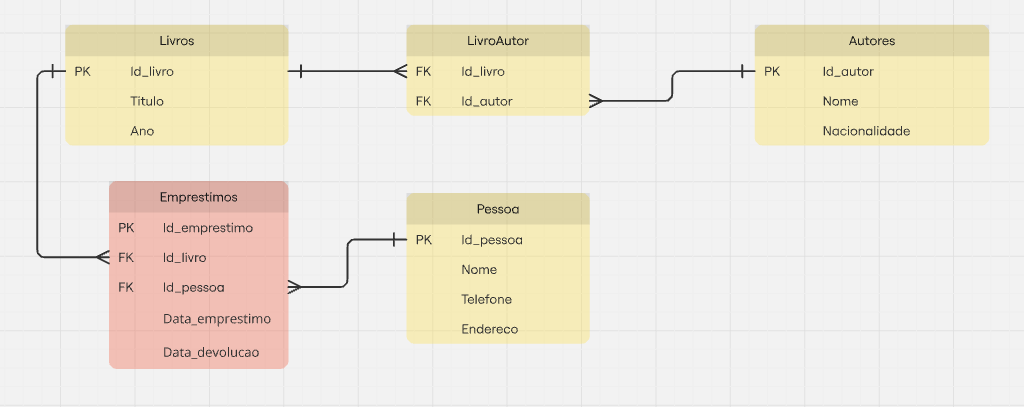 Livros
PK Id_livro
Titulo
Ano
LivroAutor
FK Id_livro
FK Id_autor
Autores
PK Id_autor
Nome
Nacionalidade
Emprestimos
PK Id_emprestimo
FK Id_livro
FK Id_pessoa
Data_emprestimo
Data_devolucao
Pessoa
PK Id_pessoa
Nome
Telefone
Endereco